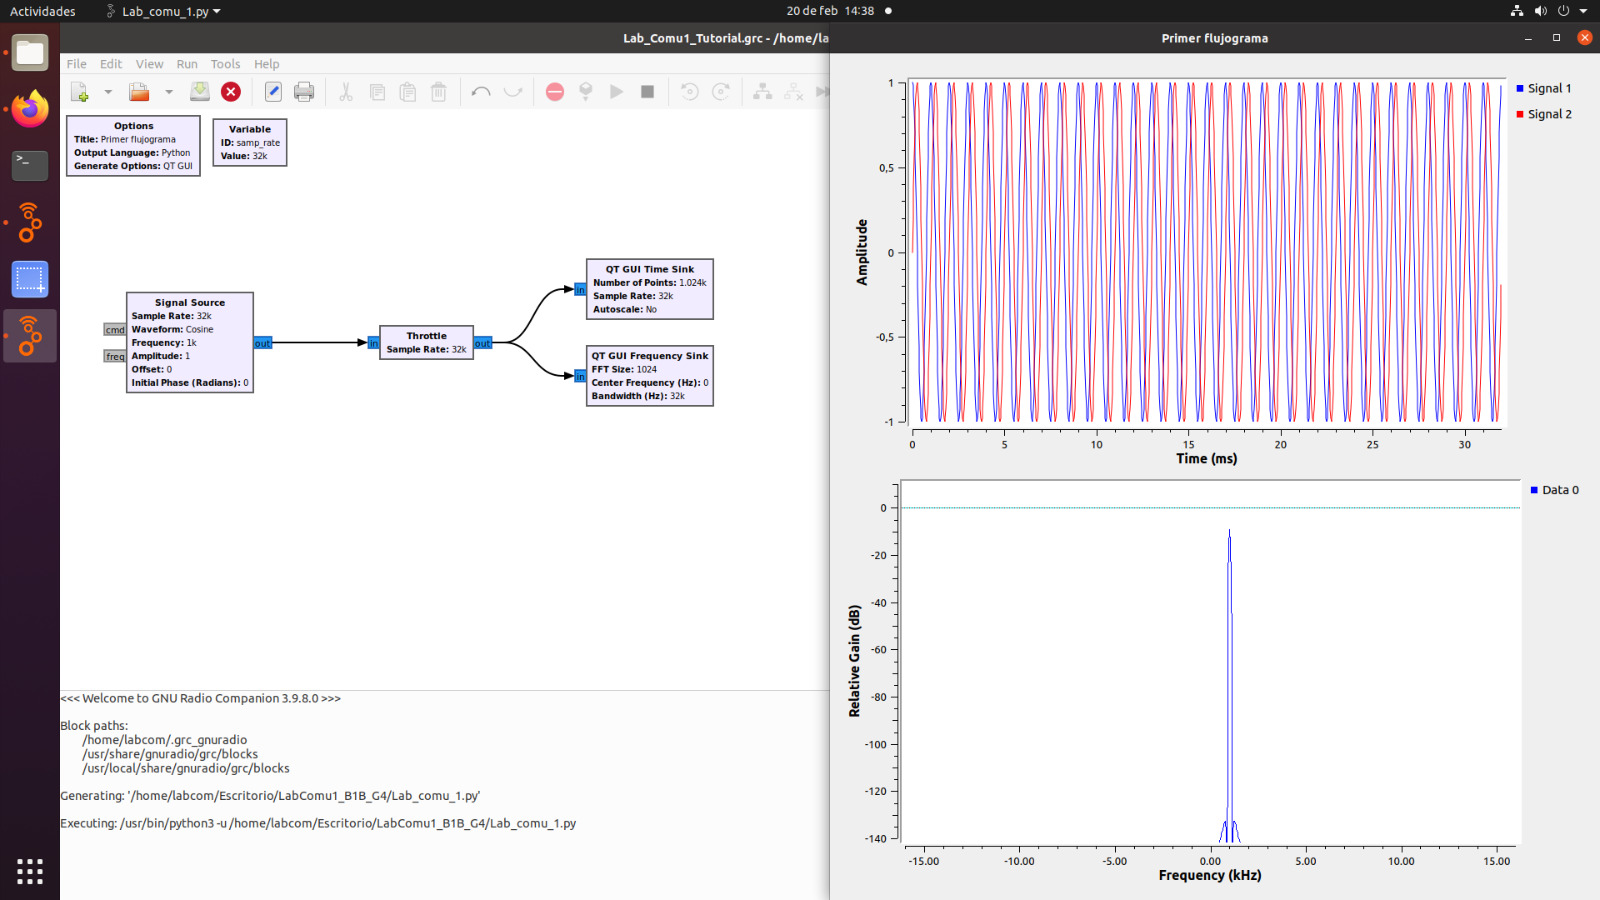 Actividades
Lab_comu_1.py
20 de feb 14:38
Lab_Comu1_Tutorial.grc - /home/la
File Edit View Run Tools Help
Options
Title: Primer flujograma
Output Language: Python
Generate Options: QT GUI
Variable
ID: samp_rate
Value: 32k
Signal Source
Sample Rate: 32k
Waveform: Cosine
Frequency: 1k
Amplitude: 1
Offset: 0
Initial Phase (Radians): 0
cmd
freq
out
in
Throttle
Sample Rate: 32k
out
in
QT GUI Time Sink
Number of Points: 1.024k
Sample Rate: 32k
Autoscale: No
in
QT GUI Frequency Sink
FFT Size: 1024
Center Frequency (Hz): 0
Bandwidth (Hz): 32k
<<< Welcome to GNU Radio Companion 3.9.8.0 >>>
Block paths:
/home/labcom/.grc_gnuradio
/usr/share/gnuradio/grc/blocks
/usr/local/share/gnuradio/grc/blocks
Generating: '/home/labcom/Escritorio/LabComu1_B1B_G4/Lab_comu_1.py'
Executing: /usr/bin/python3 -u /home/labcom/Escritorio/LabComu1_B1B_G4/Lab_comu_1.py
Primer flujograma
Signal 1
Signal 2
Amplitude
1
0,5
0
-0,5
-1
0 5 10 15 20 25 30
Time (ms)
Data 0
Relative Gain (dB)
0
-20
-40
-60
-80
-100
-120
-140
-15.00 -10.00 -5.00 0.00 5.00 10.00 15.00
Frequency (kHz)